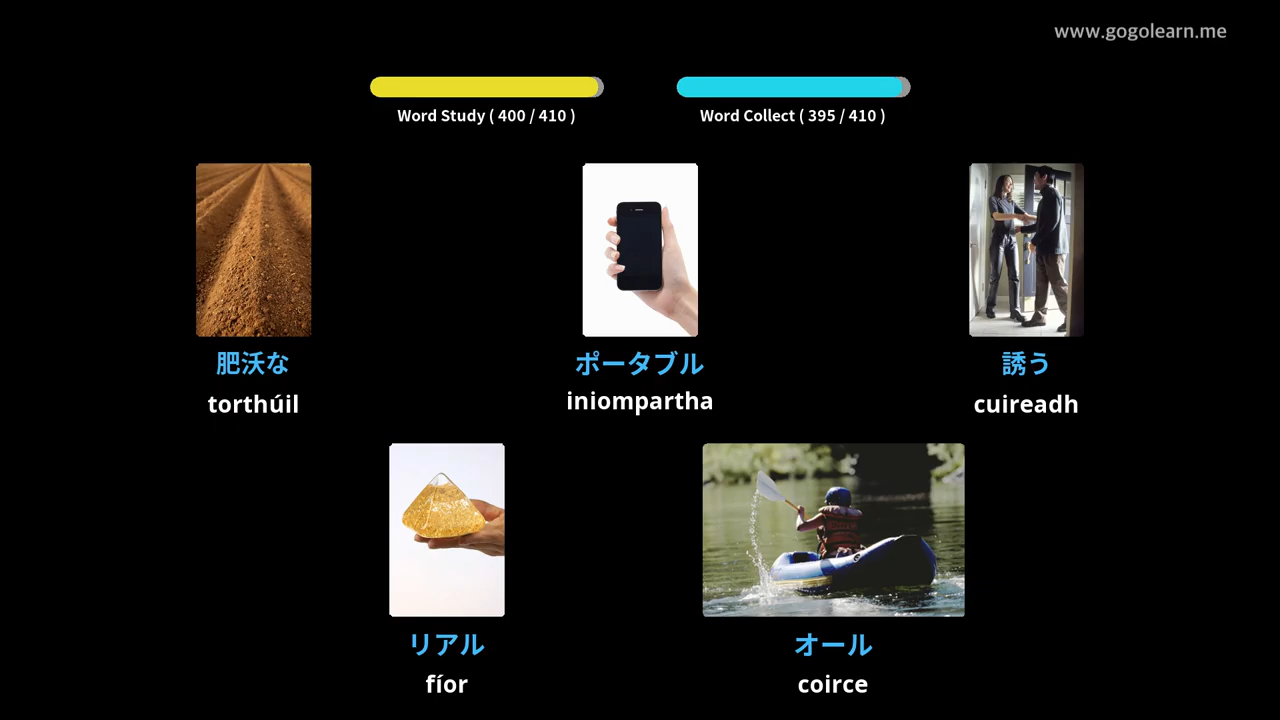 www.gogolearn.me
Word Study ( 400 / 410 )
Word Collect ( 395 / 410 )
肥沃な
ポータブル
誘う
torthúil
iniompartha
cuireadh
リアル
オール
fíor
coirce